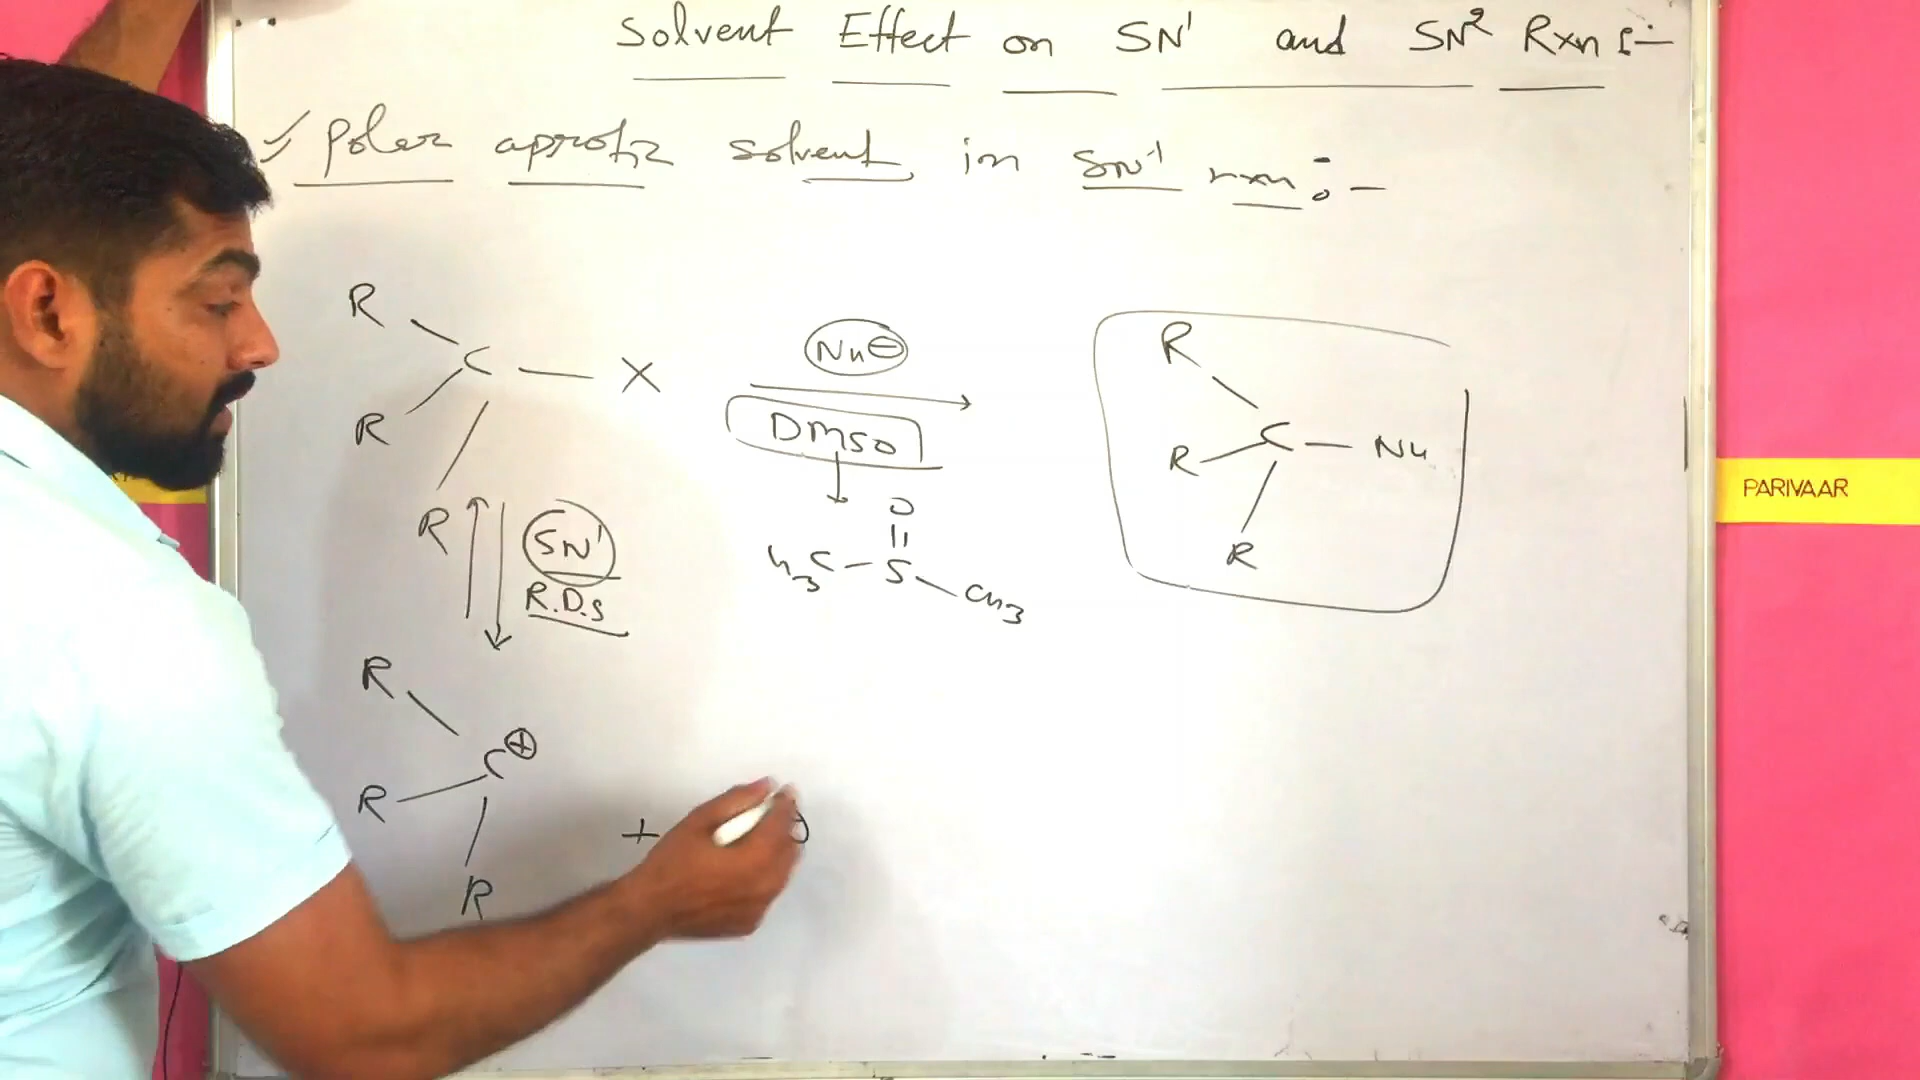 Solvent Effect on SN¹ and SN² Rxn :-
✓ Polar aprotic solvent in SN¹ rxn :-
R
R
C — X
R
R
Nu⊖
DMSO
O
H₃C — S
CH₃
R
R
C — Nu
R
SN¹
R.D.S
R
C⊕
R
R
+
PARIVAAR